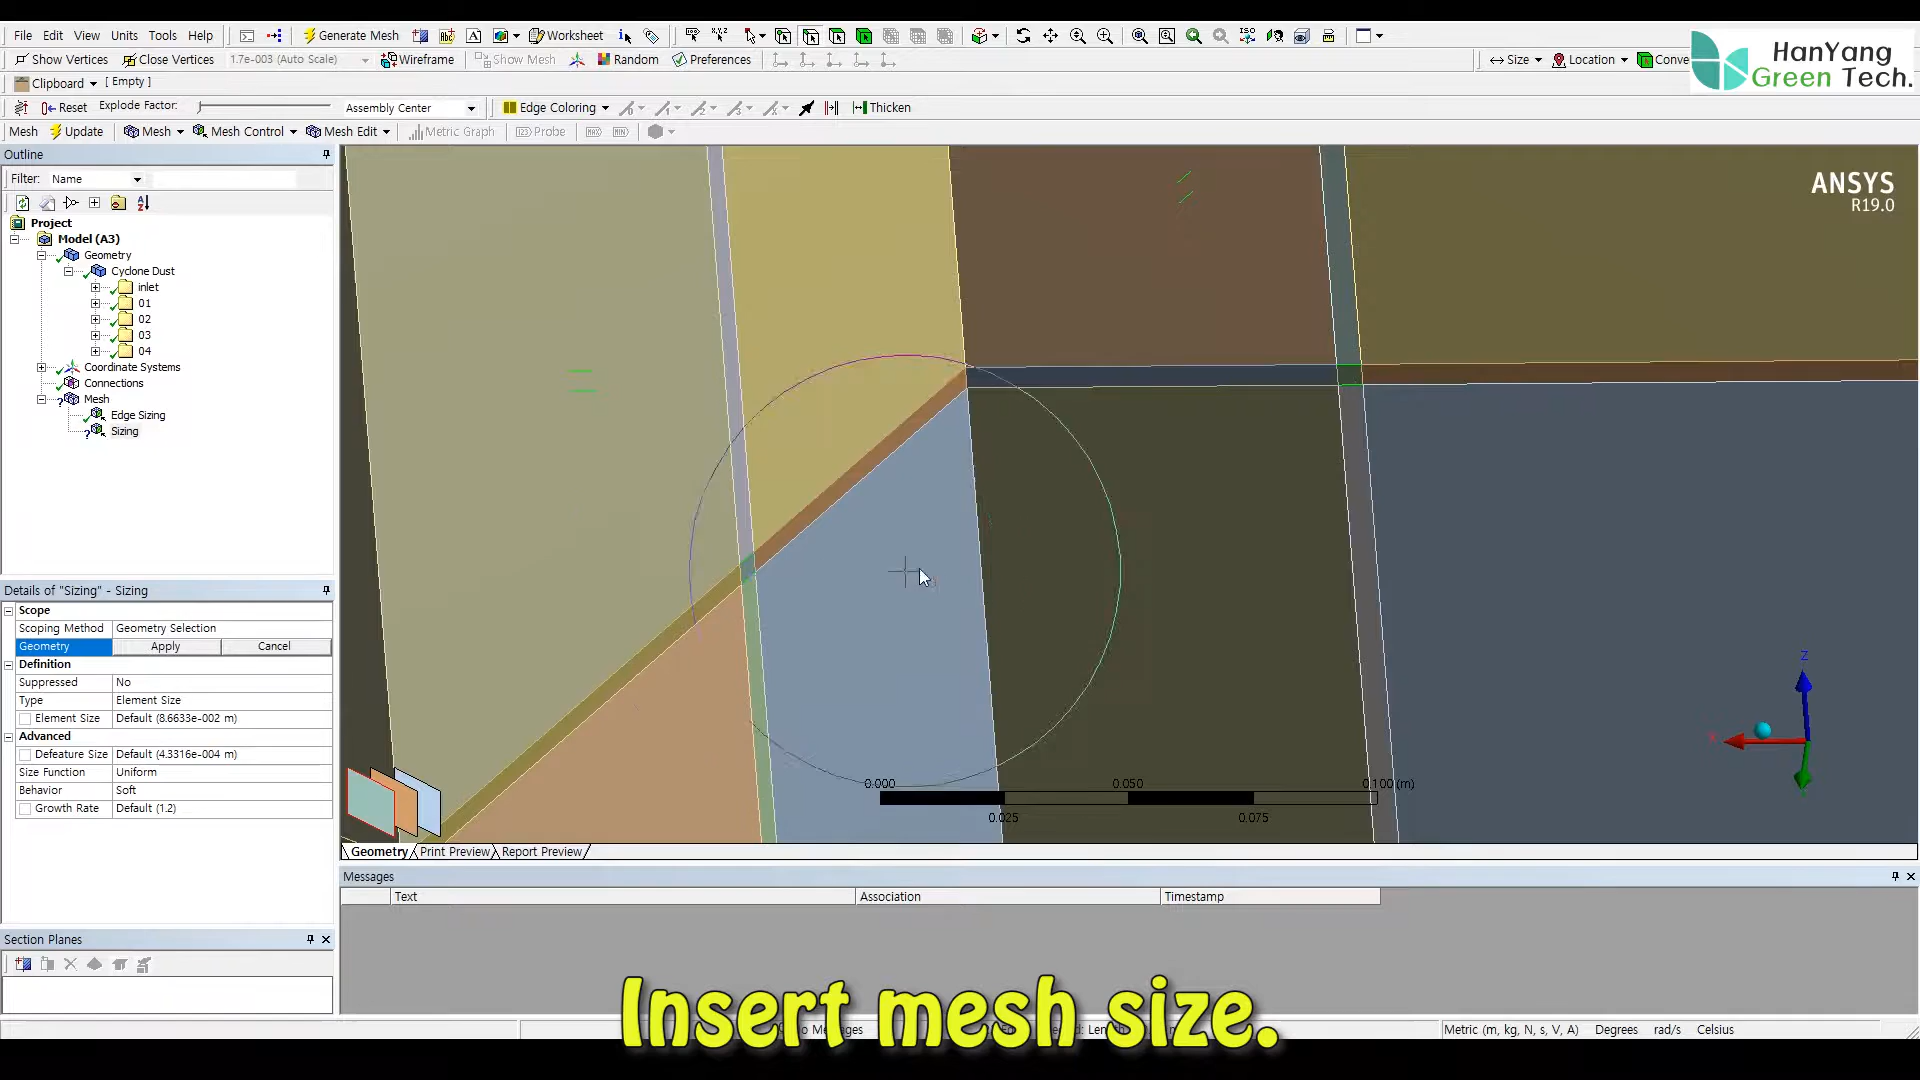 File Edit View Units Tools Help Generate Mesh Worksheet
Show Vertices Close Vertices 1.7e-003 (Auto Scale) Wireframe Show Mesh Random Preferences Size Location Conve
HanYang
Green Tech.
Clipboard [ Empty ]
Reset Explode Factor: Assembly Center Edge Coloring Thicken
Mesh Update Mesh Mesh Control Mesh Edit Metric Graph Probe
Outline
Filter: Name
Project
Model (A3)
Geometry
Cyclone Dust
inlet
01
02
03
04
Coordinate Systems
Connections
Mesh
Edge Sizing
Sizing
ANSYS
R19.0
Details of "Sizing" - Sizing
Scope
Scoping Method Geometry Selection
Geometry Apply Cancel
Definition
Suppressed No
Type Element Size
Element Size Default (8.6633e-002 m)
Advanced
Defeature Size Default (4.3316e-004 m)
Size Function Uniform
Behavior Soft
Growth Rate Default (1.2)
Z
X
0.000 0.050 0.100 (m)
0.025 0.075
Geometry Print Preview Report Preview
Messages
Text Association Timestamp
Section Planes
Insert mesh size.
Metric (m, kg, N, s, V, A) Degrees rad/s Celsius